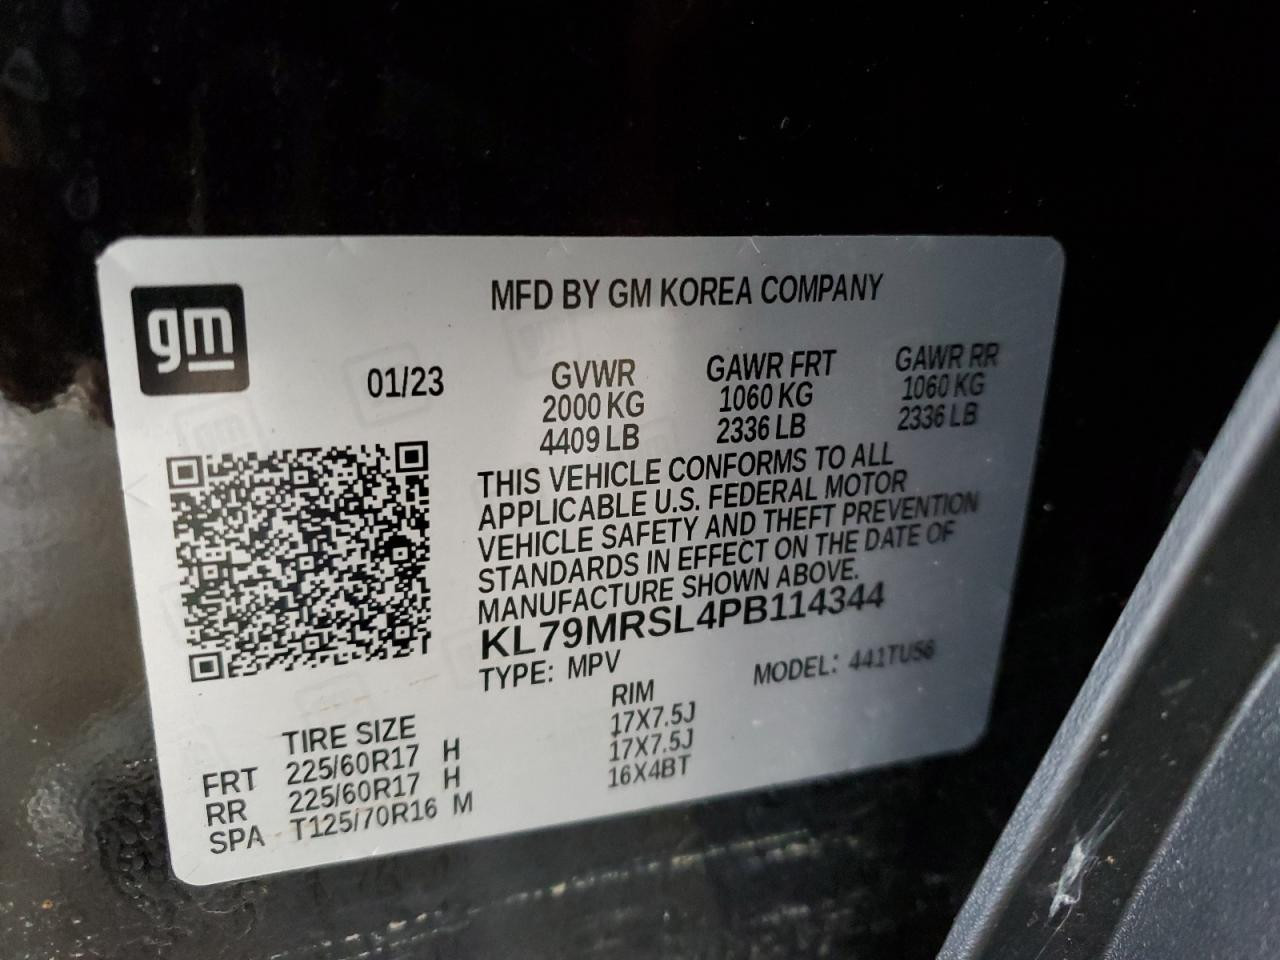 gm
MFD BY GM KOREA COMPANY
01/23
GVWR GAWR FRT GAWR RR
2000 KG 1060 KG 1060 KG
4409 LB 2336 LB 2336 LB
THIS VEHICLE CONFORMS TO ALL
APPLICABLE U.S. FEDERAL MOTOR
VEHICLE SAFETY AND THEFT PREVENTION
STANDARDS IN EFFECT ON THE DATE OF
MANUFACTURE SHOWN ABOVE.
KL79MRSL4PB114344
TYPE: MPV MODEL: 441TU56
TIRE SIZE RIM
FRT 225/60R17 H 17X7.5J
RR 225/60R17 H 17X7.5J
SPA T125/70R16 M 16X4BT